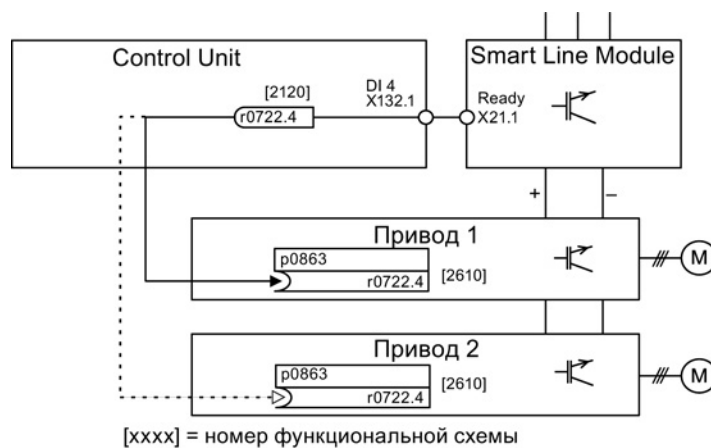 Control Unit
Smart Line Module
[2120]
r0722.4
DI 4
X132.1
Ready
X21.1
+
–
Привод 1
p0863
r0722.4
[2610]
M
Привод 2
p0863
r0722.4
[2610]
M
[xxxx] = номер функциональной схемы